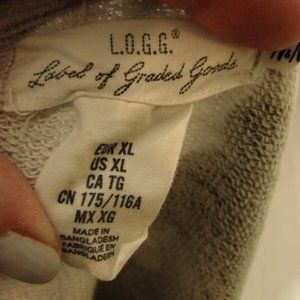 L.O.G.G.®
Label of Graded Goods
EUR XL
US XL
CA TG
CN 175/116A
MX XG
MADE IN
BANGLADESH
FABRIQUÉ EN
BANGLADESH